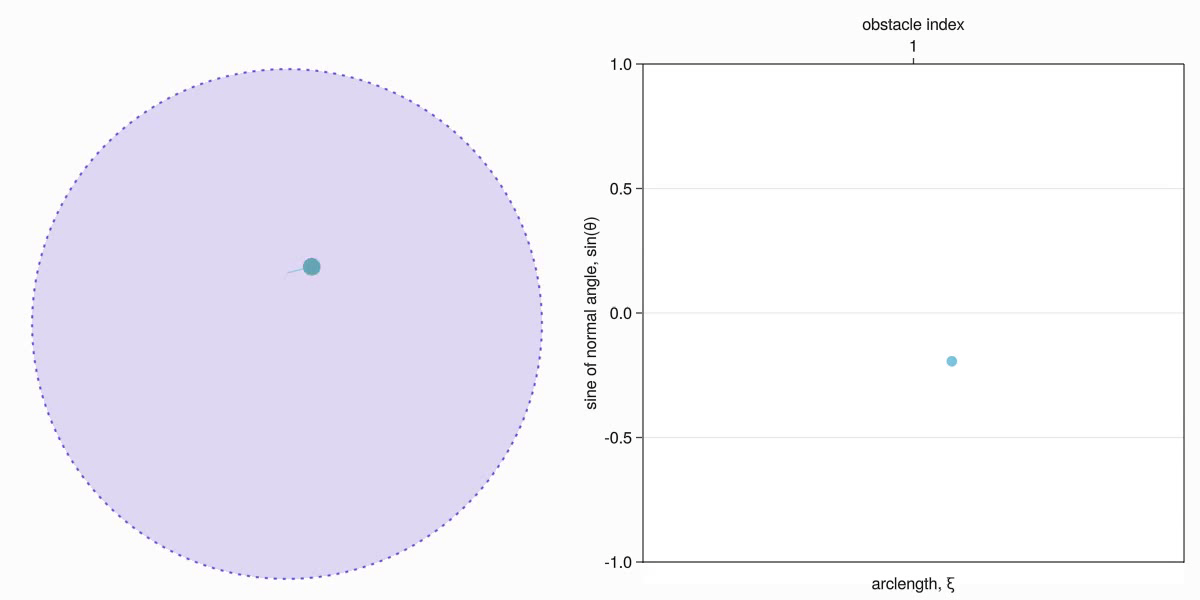 obstacle index
1
1.0
0.5
0.0
-0.5
-1.0
sine of normal angle, sin(θ)
arclength, ξ